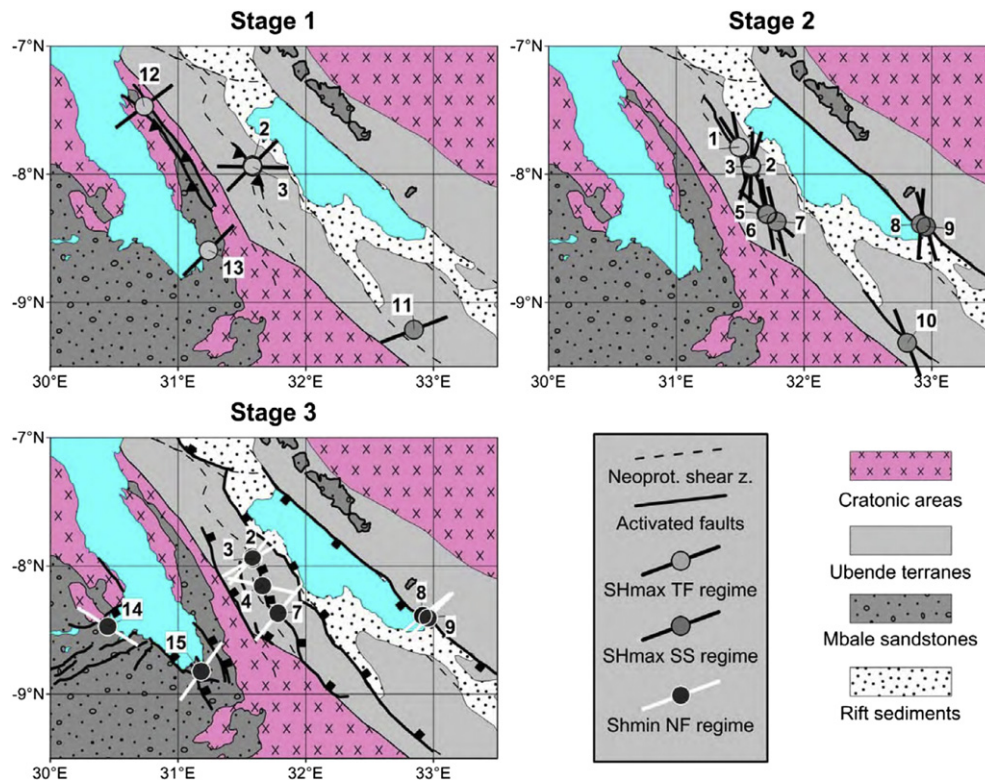 Stage 1
Stage 2
-7°N
-8°N
-9°N
30°E
31°E
32°E
33°E
12
2
3
13
11
-7°N
-8°N
-9°N
30°E
31°E
32°E
33°E
1
3
2
5
6
7
8
9
10
Stage 3
-7°N
-8°N
-9°N
30°E
31°E
32°E
33°E
2
3
4
7
8
9
14
15
Neoprot. shear z.
Activated faults
SHmax TF regime
SHmax SS regime
Shmin NF regime
Cratonic areas
Ubende terranes
Mbale sandstones
Rift sediments